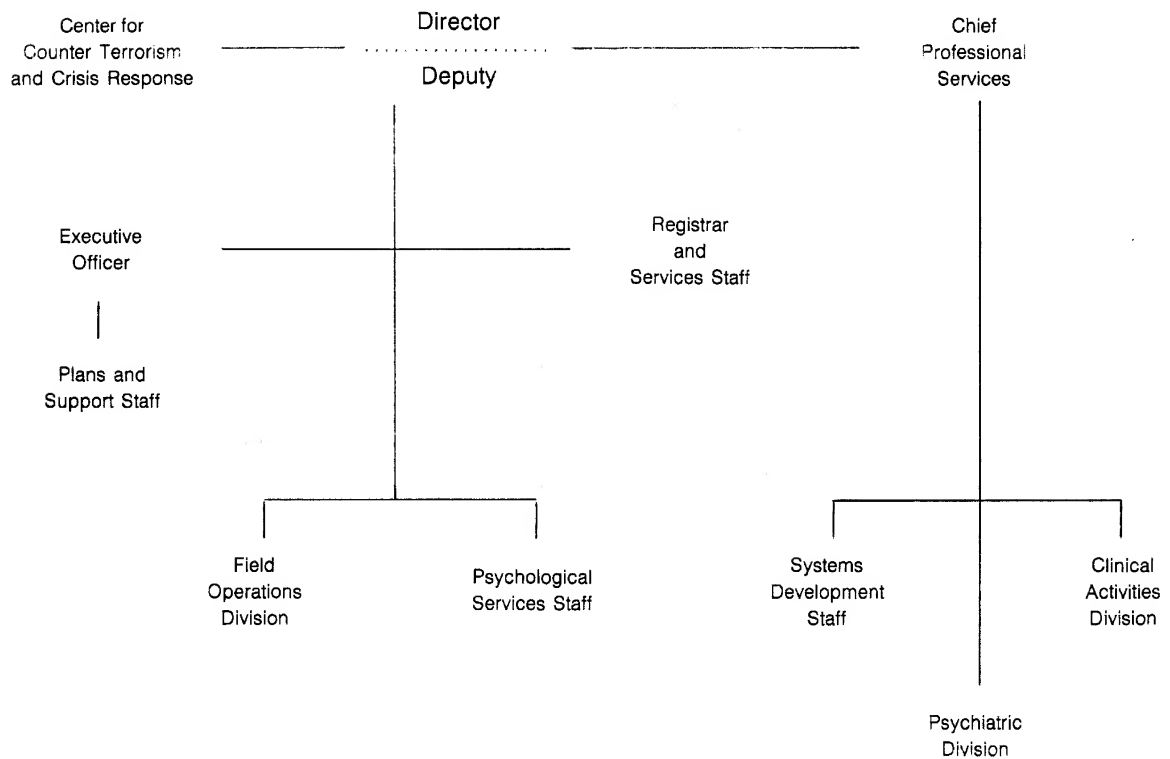 Center for
Counter Terrorism
and Crisis Response
Director
Deputy
Chief
Professional
Services
Executive
Officer
Registrar
and
Services Staff
Plans and
Support Staff
Field
Operations
Division
Psychological
Services Staff
Systems
Development
Staff
Clinical
Activities
Division
Psychiatric
Division